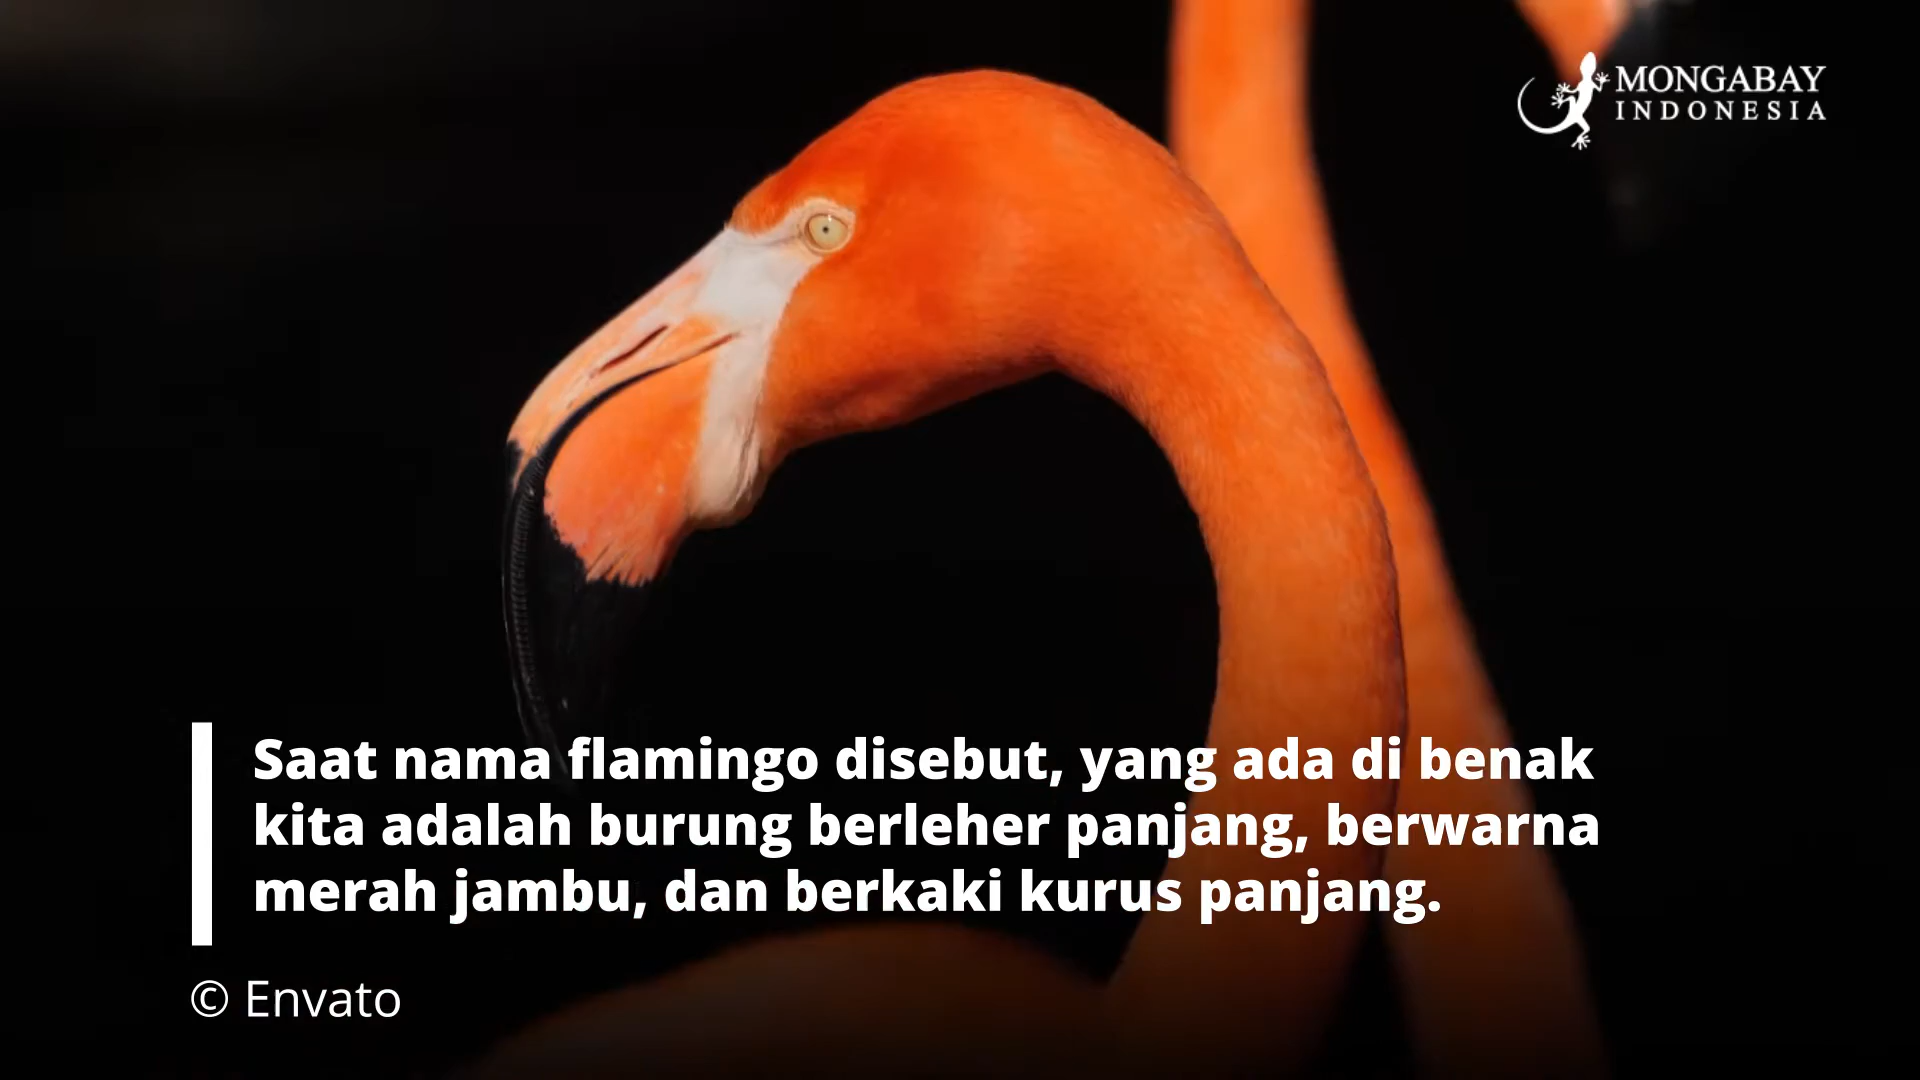 MONGABAY
INDONESIA
Saat nama flamingo disebut, yang ada di benak
kita adalah burung berleher panjang, berwarna
merah jambu, dan berkaki kurus panjang.
© Envato